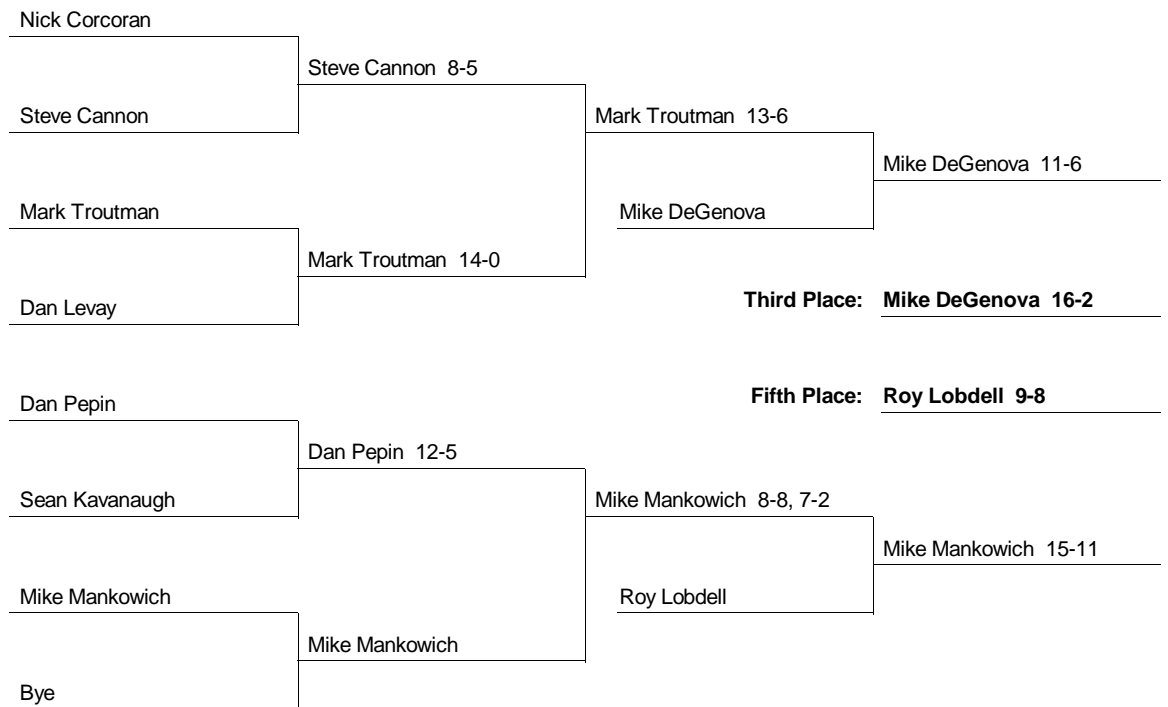 Nick Corcoran
Steve Cannon 8-5
Steve Cannon
Mark Troutman 13-6
Mike DeGenova 11-6
Mark Troutman
Mike DeGenova
Mark Troutman 14-0
Dan Levay
Third Place: Mike DeGenova 16-2
Dan Pepin
Fifth Place: Roy Lobdell 9-8
Dan Pepin 12-5
Sean Kavanaugh
Mike Mankowich 8-8, 7-2
Mike Mankowich 15-11
Mike Mankowich
Roy Lobdell
Mike Mankowich
Bye